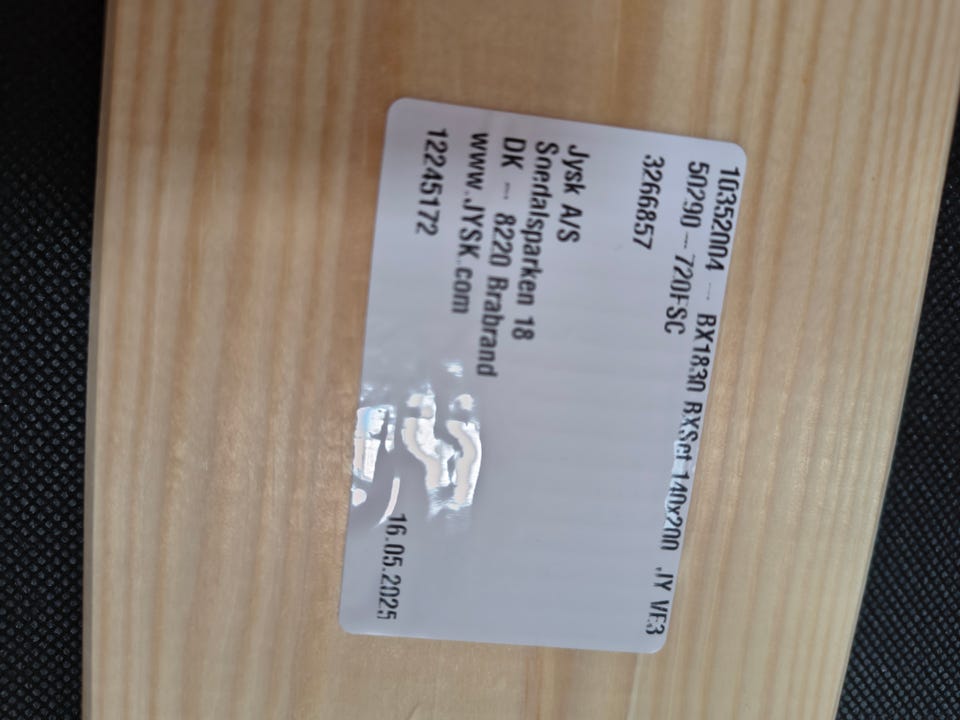 10352004 - BX1830 BXSet 140x200 JY VE3
50290-720FSC
3266857
Jysk A/S
Soedalsparken 18
DK - 8220 Brabrand
www.JYSK.com
12245172
16.05.2025